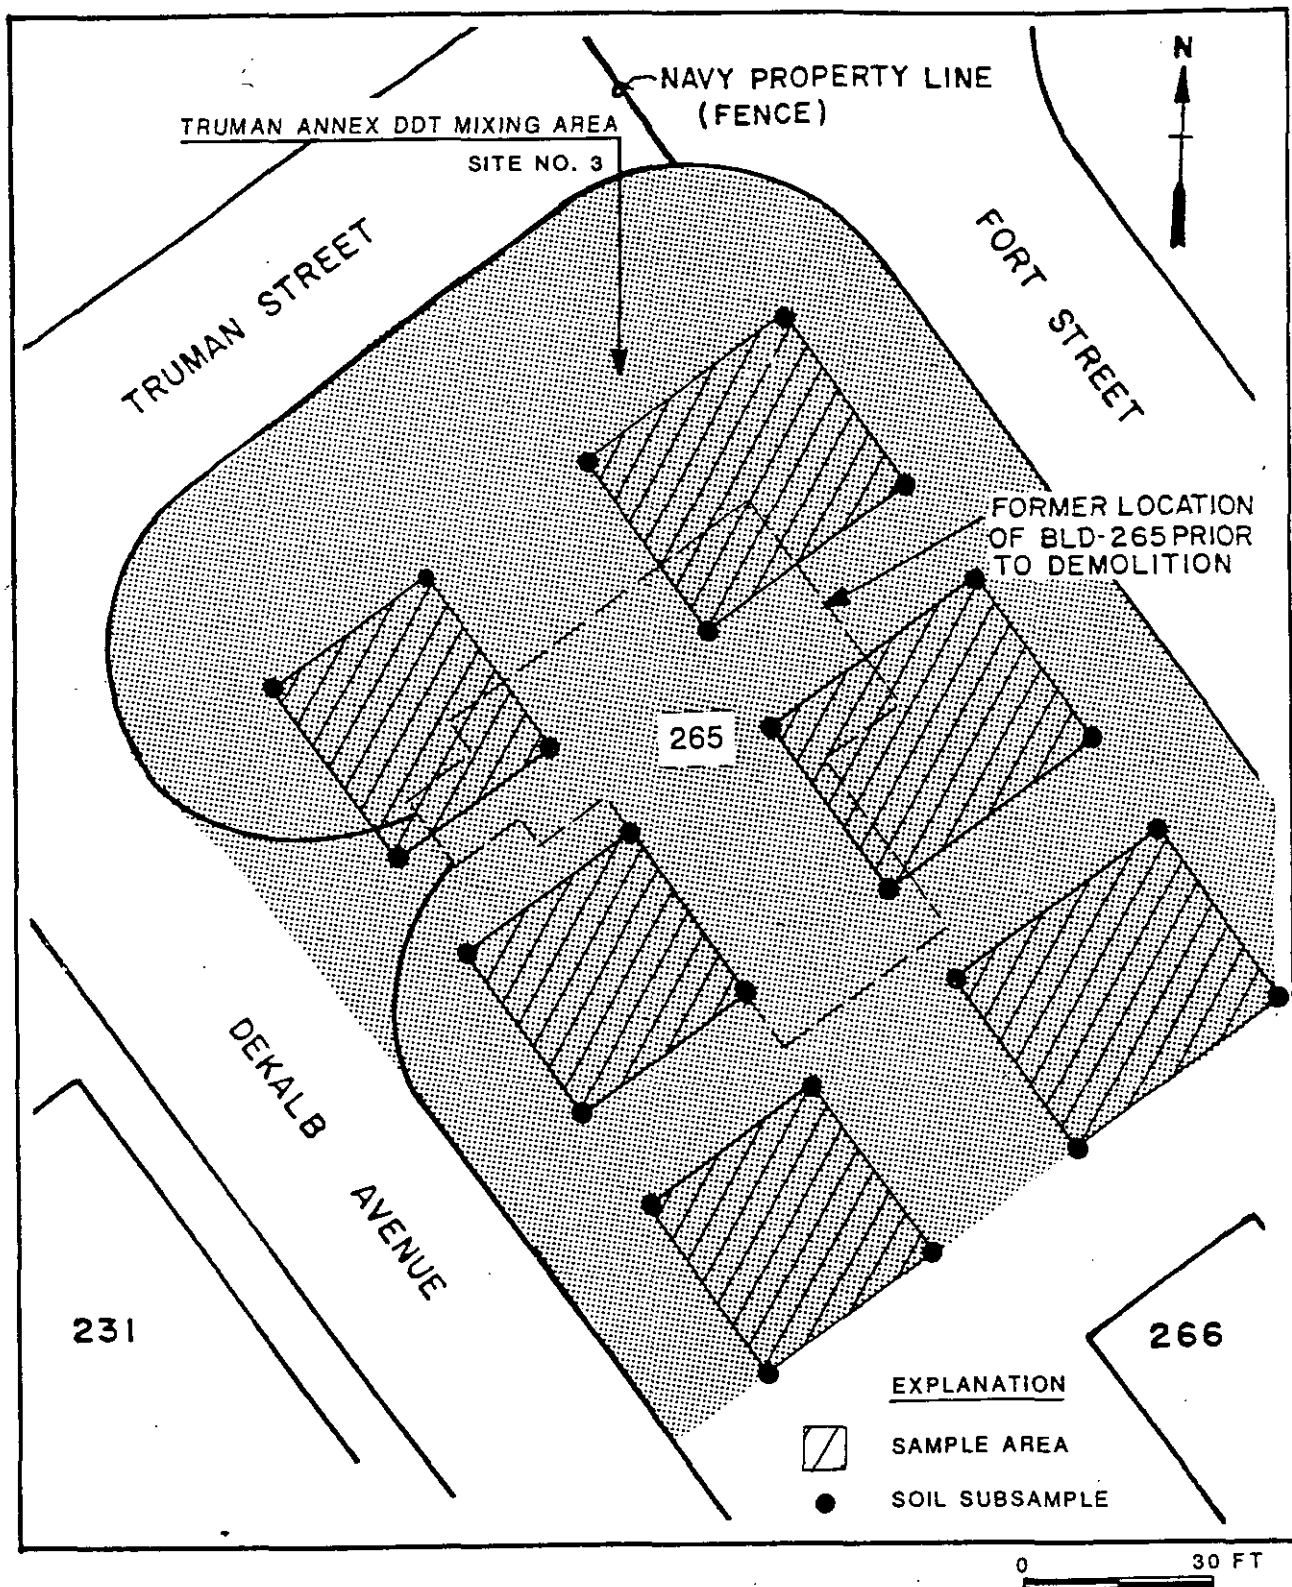 N
NAVY PROPERTY LINE
(FENCE)
TRUMAN ANNEX DDT MIXING AREA
SITE NO. 3
TRUMAN STREET
FORT STREET
FORMER LOCATION
OF BLD-265 PRIOR
TO DEMOLITION
265
DEKALB AVENUE
231
266
EXPLANATION
SAMPLE AREA
SOIL SUBSAMPLE
0 30 FT